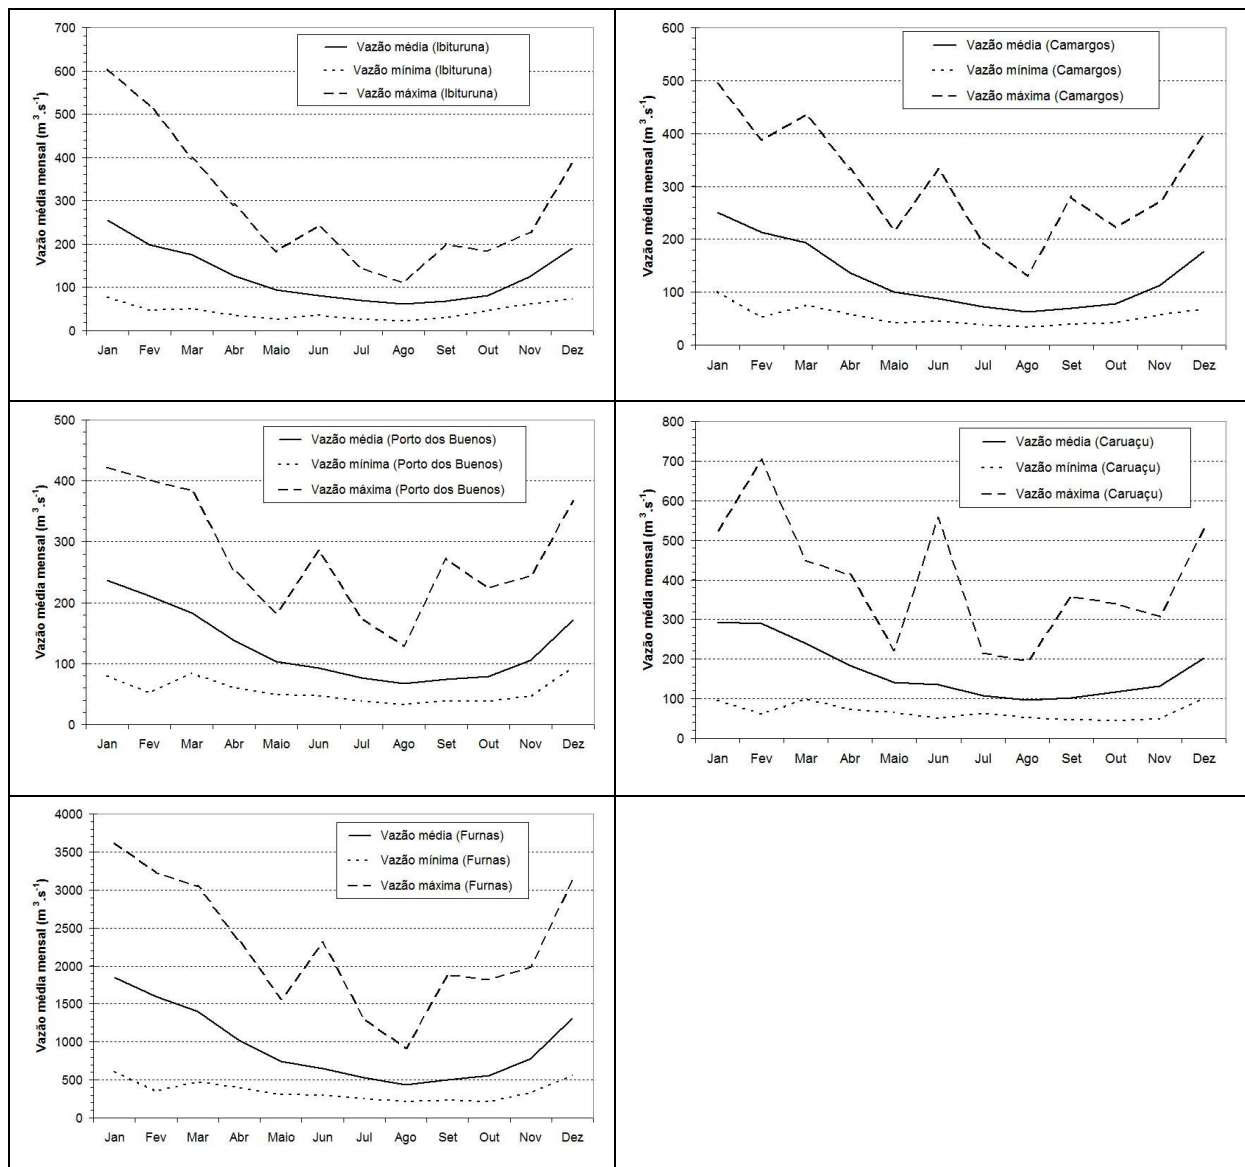 700
600
500
400
300
200
100
0
Vazão média mensal (m³.s⁻¹)
Vazão média (Ibituruna)
Vazão mínima (Ibituruna)
Vazão máxima (Ibituruna)
Jan Fev Mar Abr Maio Jun Jul Ago Set Out Nov Dez
600
500
400
300
200
100
0
Vazão média mensal (m³.s⁻¹)
Vazão média (Camargos)
Vazão mínima (Camargos)
Vazão máxima (Camargos)
Jan Fev Mar Abr Maio Jun Jul Ago Set Out Nov Dez
500
400
300
200
100
0
Vazão média mensal (m³.s⁻¹)
Vazão média (Porto dos Buenos)
Vazão mínima (Porto dos Buenos)
Vazão máxima (Porto dos Buenos)
Jan Fev Mar Abr Maio Jun Jul Ago Set Out Nov Dez
800
700
600
500
400
300
200
100
0
Vazão média mensal (m³.s⁻¹)
Vazão média (Caruaçu)
Vazão mínima (Caruaçu)
Vazão máxima (Caruaçu)
Jan Fev Mar Abr Maio Jun Jul Ago Set Out Nov Dez
4000
3500
3000
2500
2000
1500
1000
500
0
Vazão média mensal (m³.s⁻¹)
Vazão média (Furnas)
Vazão mínima (Furnas)
Vazão máxima (Furnas)
Jan Fev Mar Abr Maio Jun Jul Ago Set Out Nov Dez